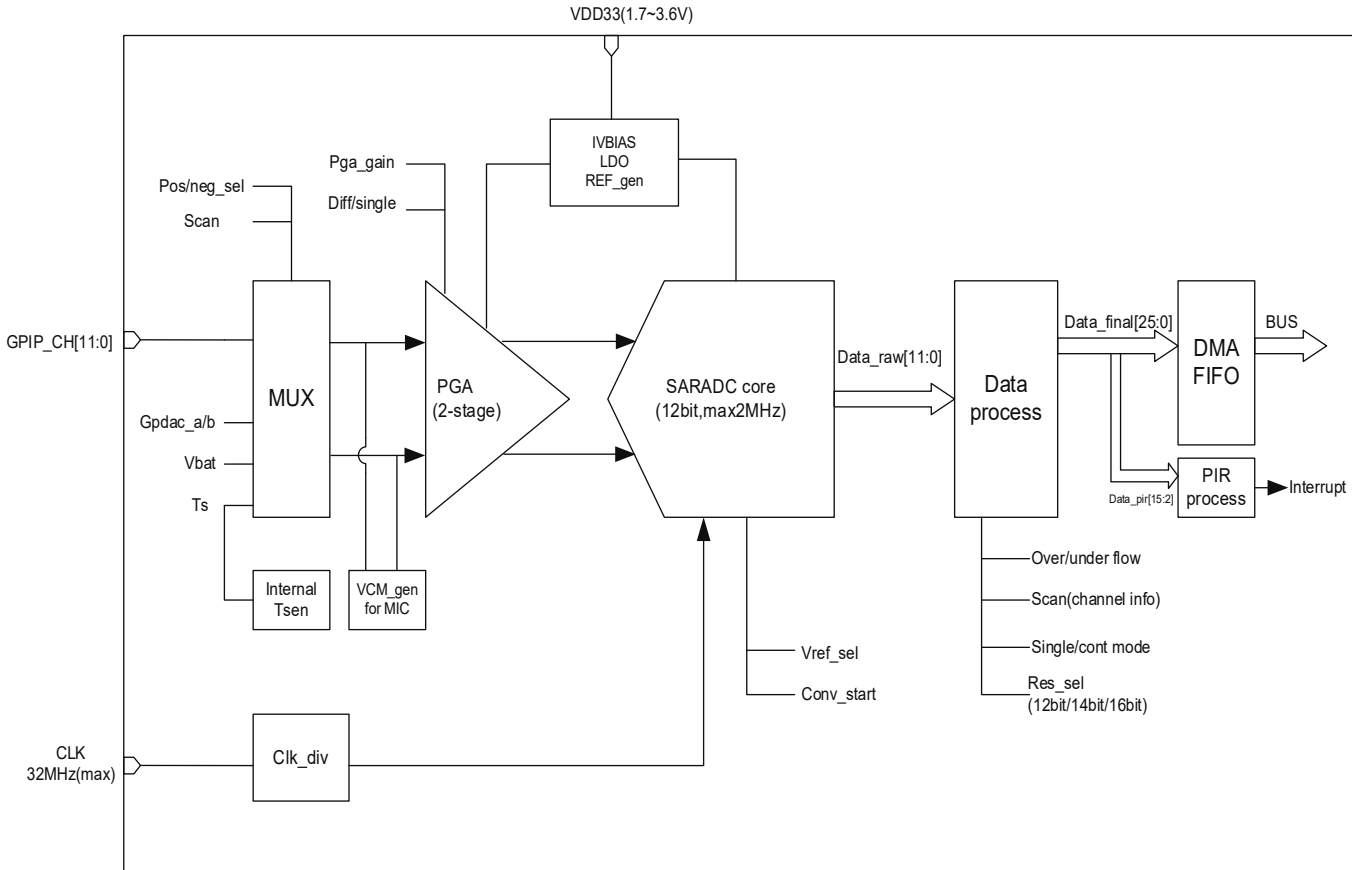 VDD33(1.7~3.6V)
IVBIAS
LDO
REF_gen
Pga_gain
Diff/single
Pos/neg_sel
Scan
GPIP_CH[11:0]
MUX
Gpdac_a/b
Vbat
Ts
Internal
Tsen
VCM_gen
for MIC
PGA
(2-stage)
SARADC core
(12bit,max2MHz)
Data_raw[11:0]
Data
process
Data_final[25:0]
DMA
FIFO
BUS
Data_pir[15:2]
PIR
process
Interrupt
Over/under flow
Scan(channel info)
Single/cont mode
Res_sel
(12bit/14bit/16bit)
Vref_sel
Conv_start
CLK
32MHz(max)
Clk_div